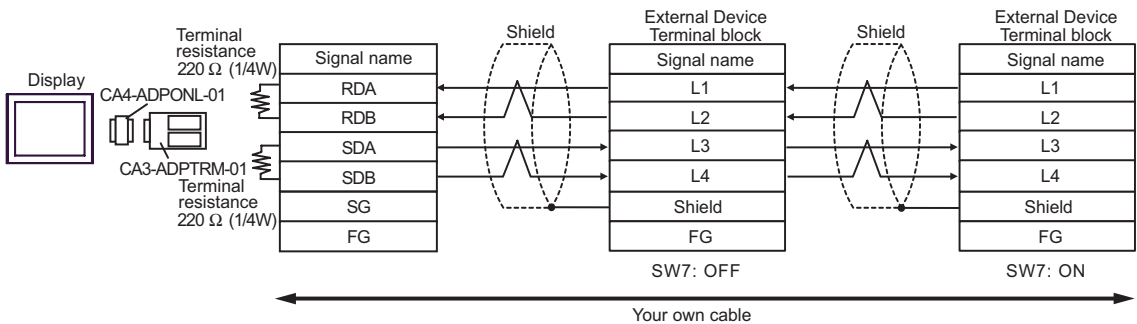 Display
CA4-ADPONL-01
CA3-ADPTRM-01
Terminal
resistance
220 Ω (1/4W)
Terminal
resistance
220 Ω (1/4W)
Signal name
RDA
RDB
SDA
SDB
SG
FG
Shield
External Device
Terminal block
Signal name
L1
L2
L3
L4
Shield
FG
SW7: OFF
Shield
External Device
Terminal block
Signal name
L1
L2
L3
L4
Shield
FG
SW7: ON
Your own cable